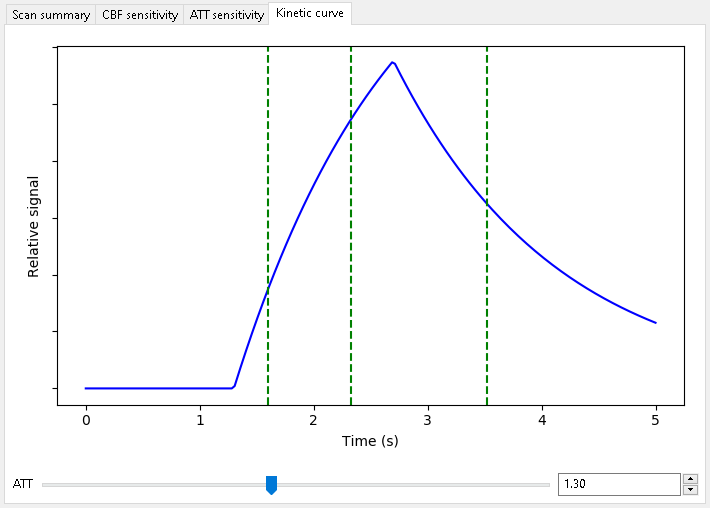 Scan summary CBF sensitivity ATT sensitivity Kinetic curve
Relative signal
0 1 2 3 4 5
Time (s)
ATT 1.30